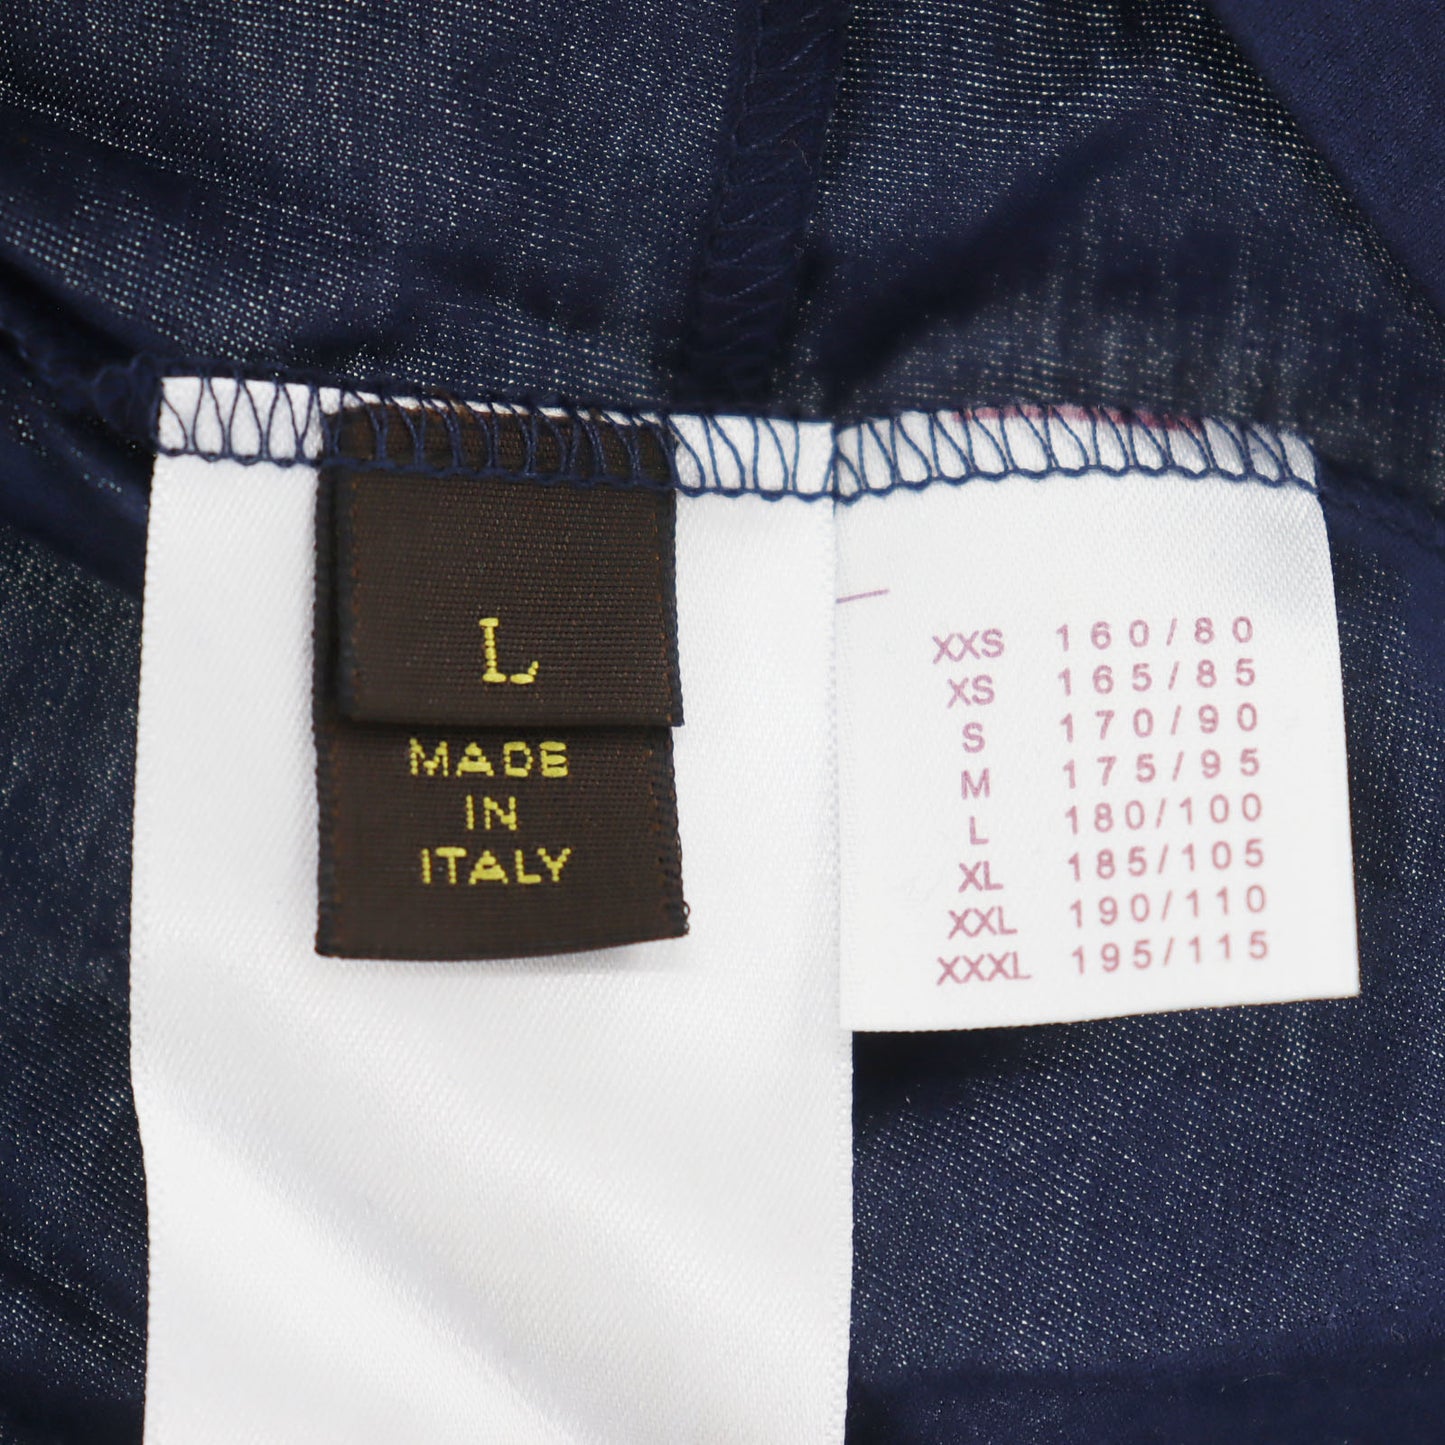 L
MADE
IN
ITALY
XXS 160/80
XS 165/85
S 170/90
M 175/95
L 180/100
XL 185/105
XXL 190/110
XXXL 195/115